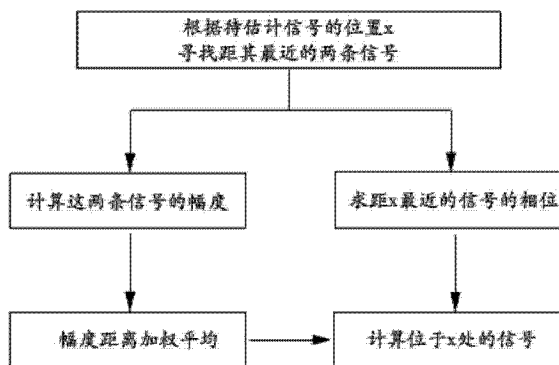 根据待估计信号的位置x
寻找距其最近的两条信号
计算这两条信号的幅度
求距x最近的信号的相位
幅度距离加权平均
计算位于x处的信号